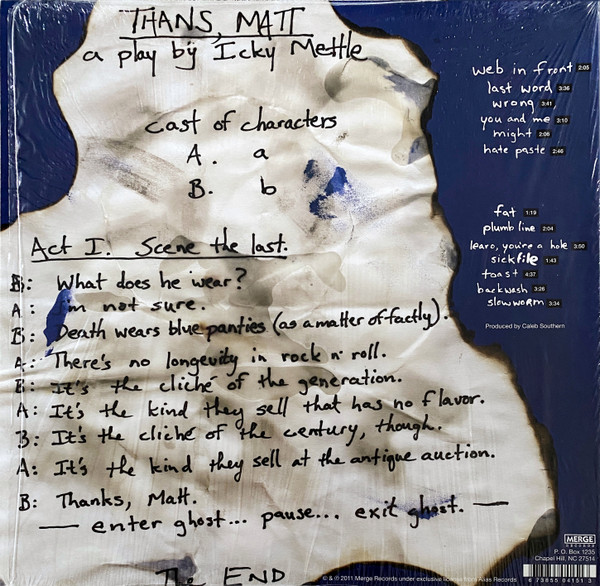 THANS, MATT
a play by Icky Mettle
cast of characters
A. a
B. b
Act I. Scene the last.
B: What does he wear?
A: I'm not sure.
B: Death wears blue panties (as a matter of factly).
A: There's no longevity in rock n' roll.
B: It's the cliché of the generation.
A: It's the kind they sell that has no flavor.
B: It's the cliché of the century, though.
A: It's the kind they sell at the antique auction.
B: Thanks, Matt.
— enter ghost... pause... exit ghost. —
The END
web in front 2:05
last word 3:36
wrong 3:41
you and me 3:10
might 2:06
hate paste 2:46
fat 1:19
plumb line 2:04
learo, you're a hole 3:50
sickfile 1:43
toast 4:37
backwash 3:26
slow worm 3:34
Produced by Caleb Southern
MERGE
RECORDS
P. O. Box 1235
Chapel Hill, NC 27514
© & ℗ 2011 Merge Records under exclusive license from Alias Records
6 73855 04151 3